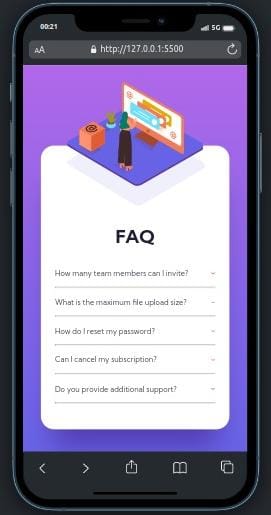 00:21
5G
AA
http://127.0.0.1:5500
FAQ
How many team members can I invite?
What is the maximum file upload size?
How do I reset my password?
Can I cancel my subscription?
Do you provide additional support?